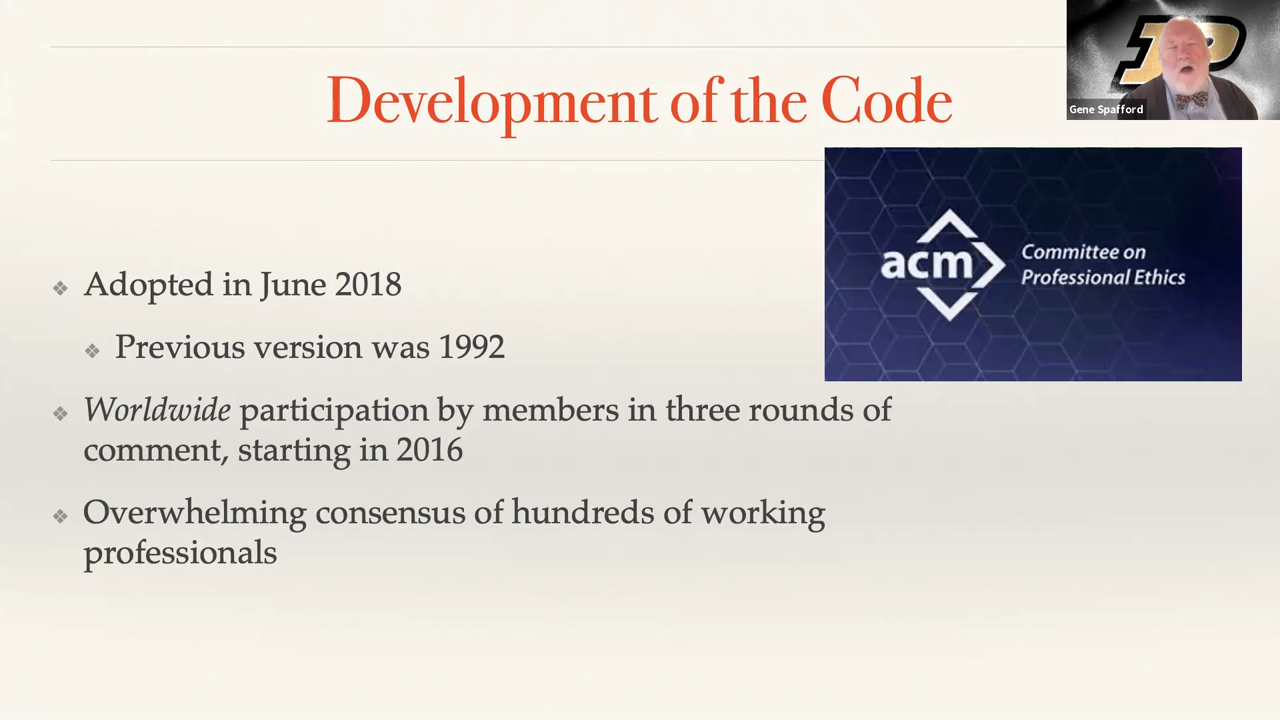 Development of the Code
Gene Spafford
acm
Committee on
Professional Ethics
❖ Adopted in June 2018
❖ Previous version was 1992
❖ Worldwide participation by members in three rounds of
comment, starting in 2016
❖ Overwhelming consensus of hundreds of working
professionals